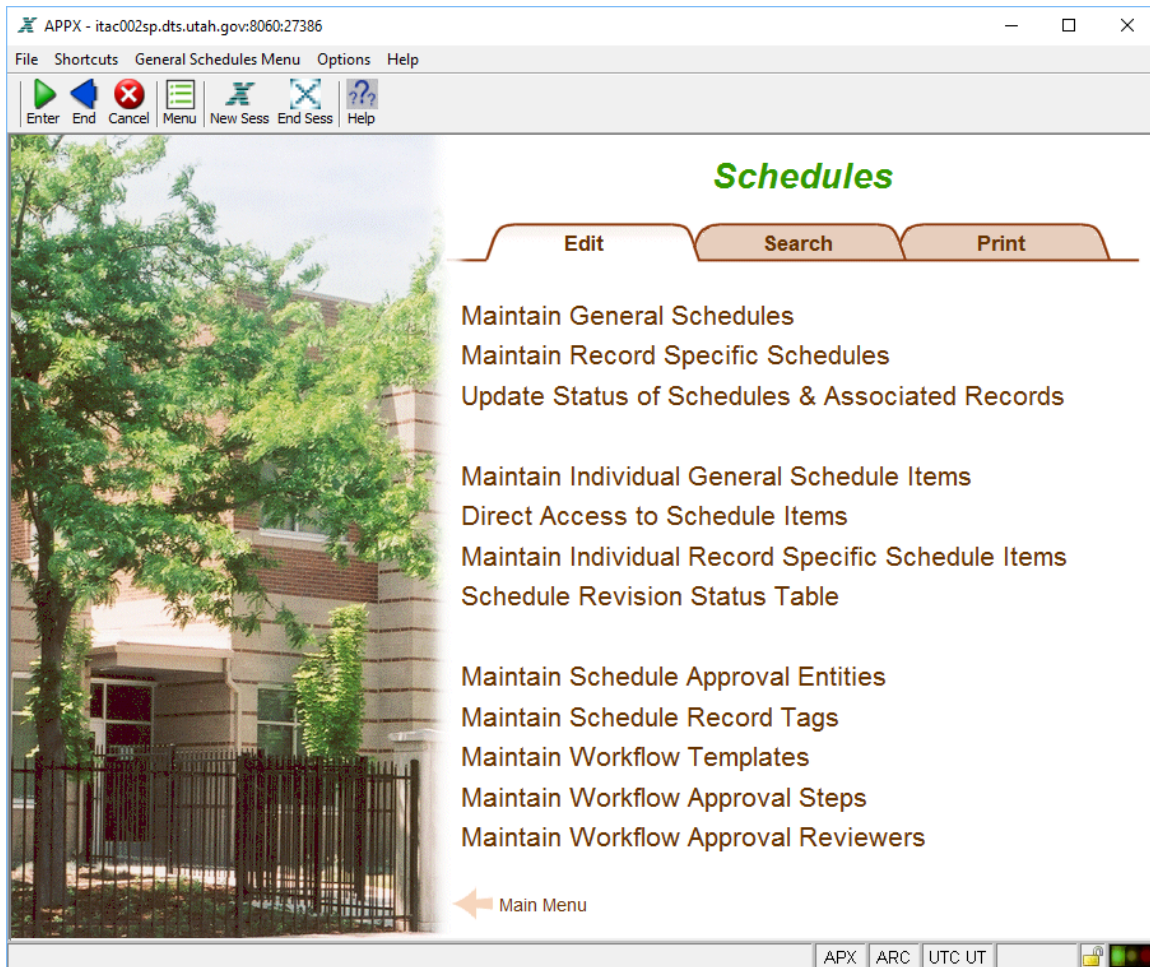 APPX - itac002sp.dts.utah.gov:8060:27386
File Shortcuts General Schedules Menu Options Help
Enter End Cancel Menu New Sess End Sess Help
Schedules
Edit Search Print
Maintain General Schedules
Maintain Record Specific Schedules
Update Status of Schedules & Associated Records
Maintain Individual General Schedule Items
Direct Access to Schedule Items
Maintain Individual Record Specific Schedule Items
Schedule Revision Status Table
Maintain Schedule Approval Entities
Maintain Schedule Record Tags
Maintain Workflow Templates
Maintain Workflow Approval Steps
Maintain Workflow Approval Reviewers
Main Menu
APX ARC UTC UT